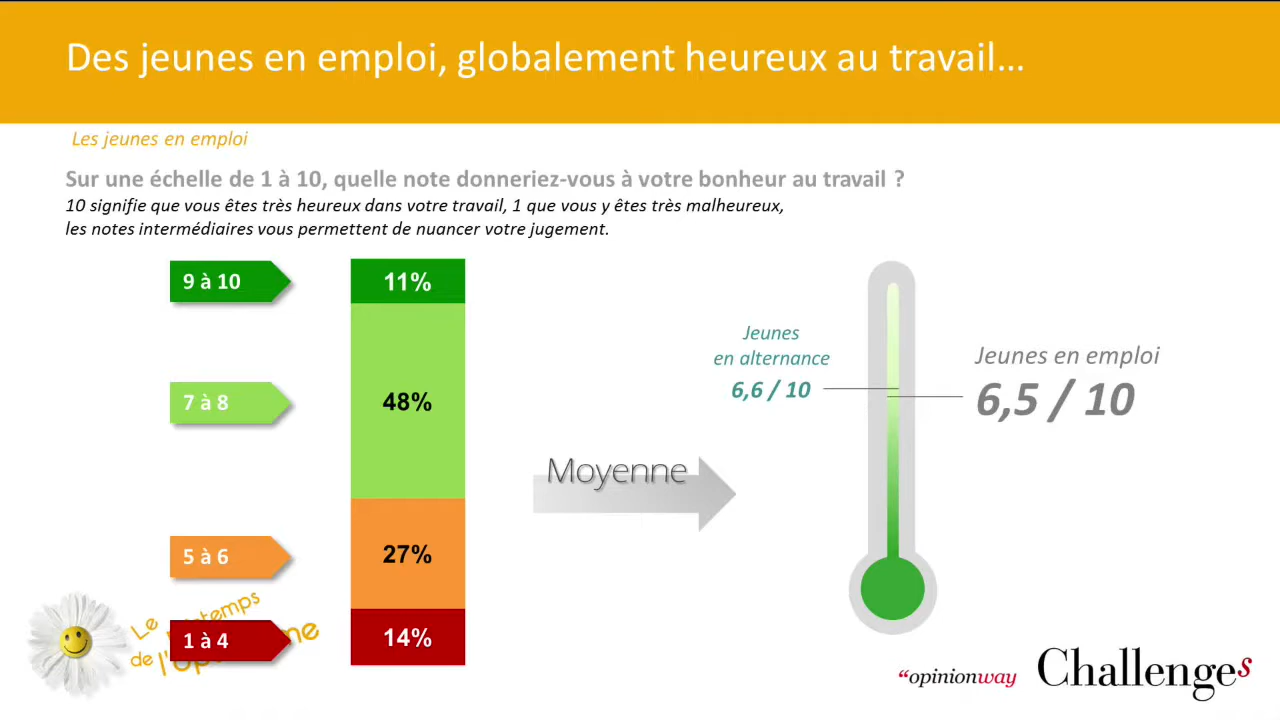 Des jeunes en emploi, globalement heureux au travail...
Les jeunes en emploi
Sur une échelle de 1 à 10, quelle note donneriez-vous à votre bonheur au travail ?
10 signifie que vous êtes très heureux dans votre travail, 1 que vous y êtes très malheureux,
les notes intermédiaires vous permettent de nuancer votre jugement.
9 à 10
11%
7 à 8
48%
5 à 6
27%
1 à 4
14%
Moyenne
Jeunes
en alternance
6,6 / 10
Jeunes en emploi
6,5 / 10
Le
de
“opinionway
Challenges